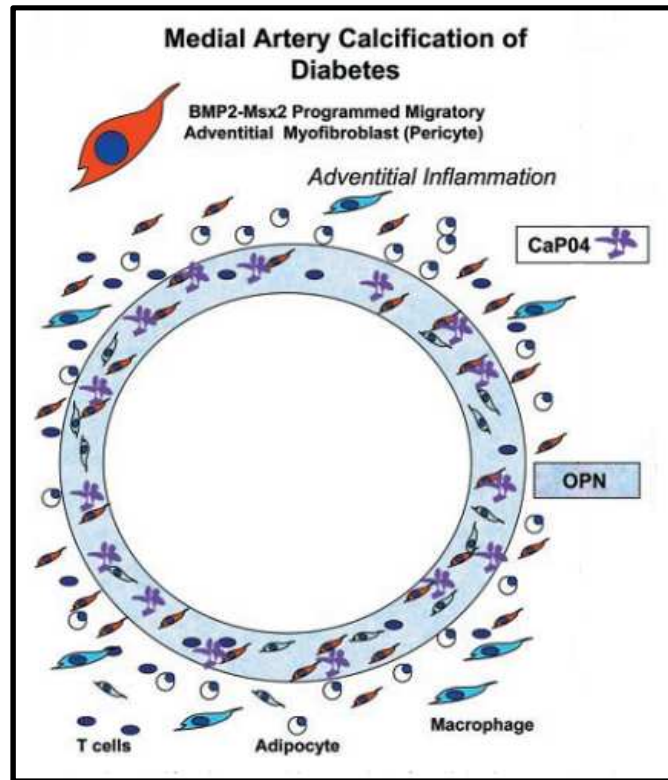 Medial Artery Calcification of
Diabetes
BMP2-Msx2 Programmed Migratory
Adventitial Myofibroblast (Pericyte)
Adventitial Inflammation
CaP04
OPN
Macrophage
T cells
Adipocyte